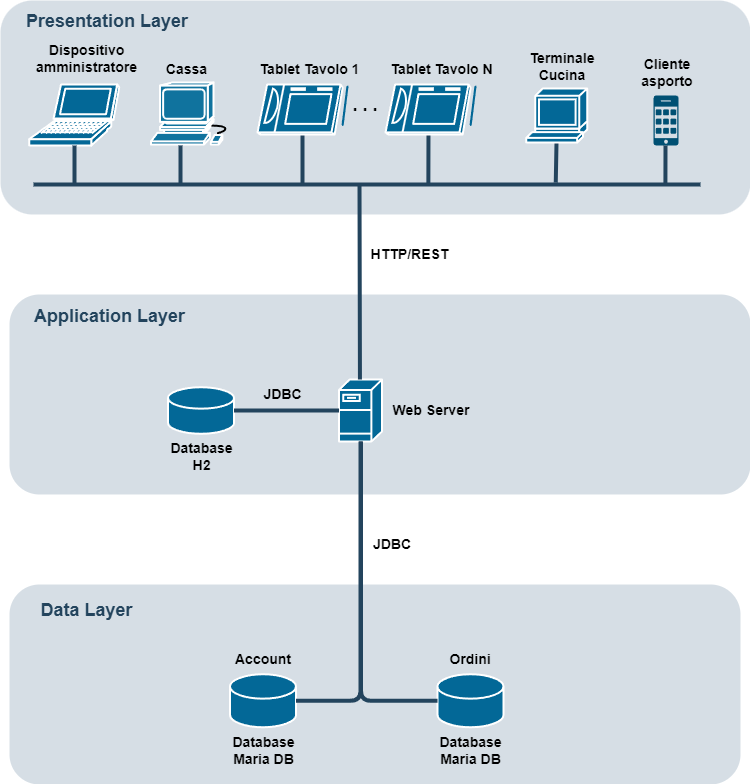 Presentation Layer
Dispositivo
amministratore
Cassa
Tablet Tavolo 1
...
Tablet Tavolo N
Terminale
Cucina
Cliente
asporto
HTTP/REST
Application Layer
JDBC
Web Server
Database
H2
JDBC
Data Layer
Account
Ordini
Database
Maria DB
Database
Maria DB